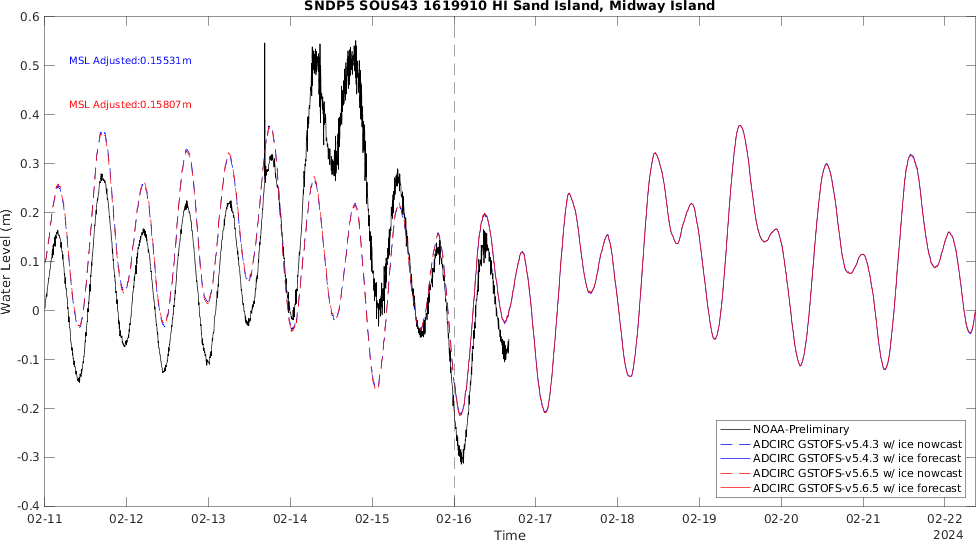 SNDP5 SOUS43 1619910 HI Sand Island, Midway Island
0.6
0.5
0.4
0.3
0.2
0.1
0
-0.1
-0.2
-0.3
-0.4
Water Level (m)
MSL Adjusted:0.15531m
MSL Adjusted:0.15807m
NOAA-Preliminary
ADCIRC GSTOFS-v5.4.3 w/ ice nowcast
ADCIRC GSTOFS-v5.4.3 w/ ice forecast
ADCIRC GSTOFS-v5.6.5 w/ ice nowcast
ADCIRC GSTOFS-v5.6.5 w/ ice forecast
02-11 02-12 02-13 02-14 02-15 02-16 02-17 02-18 02-19 02-20 02-21 02-22
2024
Time